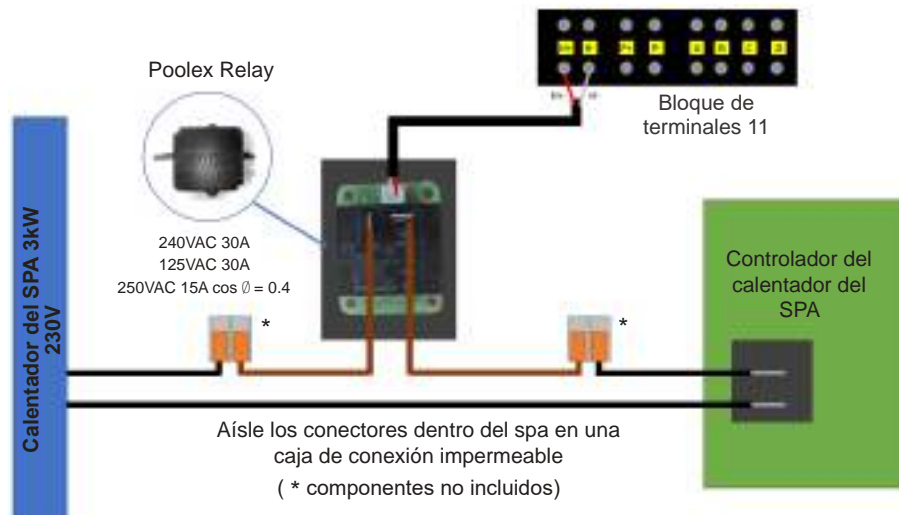 Poolex Relay
Bloque de
terminales 11
Calentador del SPA 3kW
230V
240VAC 30A
125VAC 30A
250VAC 15A cos ∅ = 0.4
*
*
Controlador del
calentador del
SPA
Aísle los conectores dentro del spa en una
caja de conexión impermeable
( * componentes no incluidos)